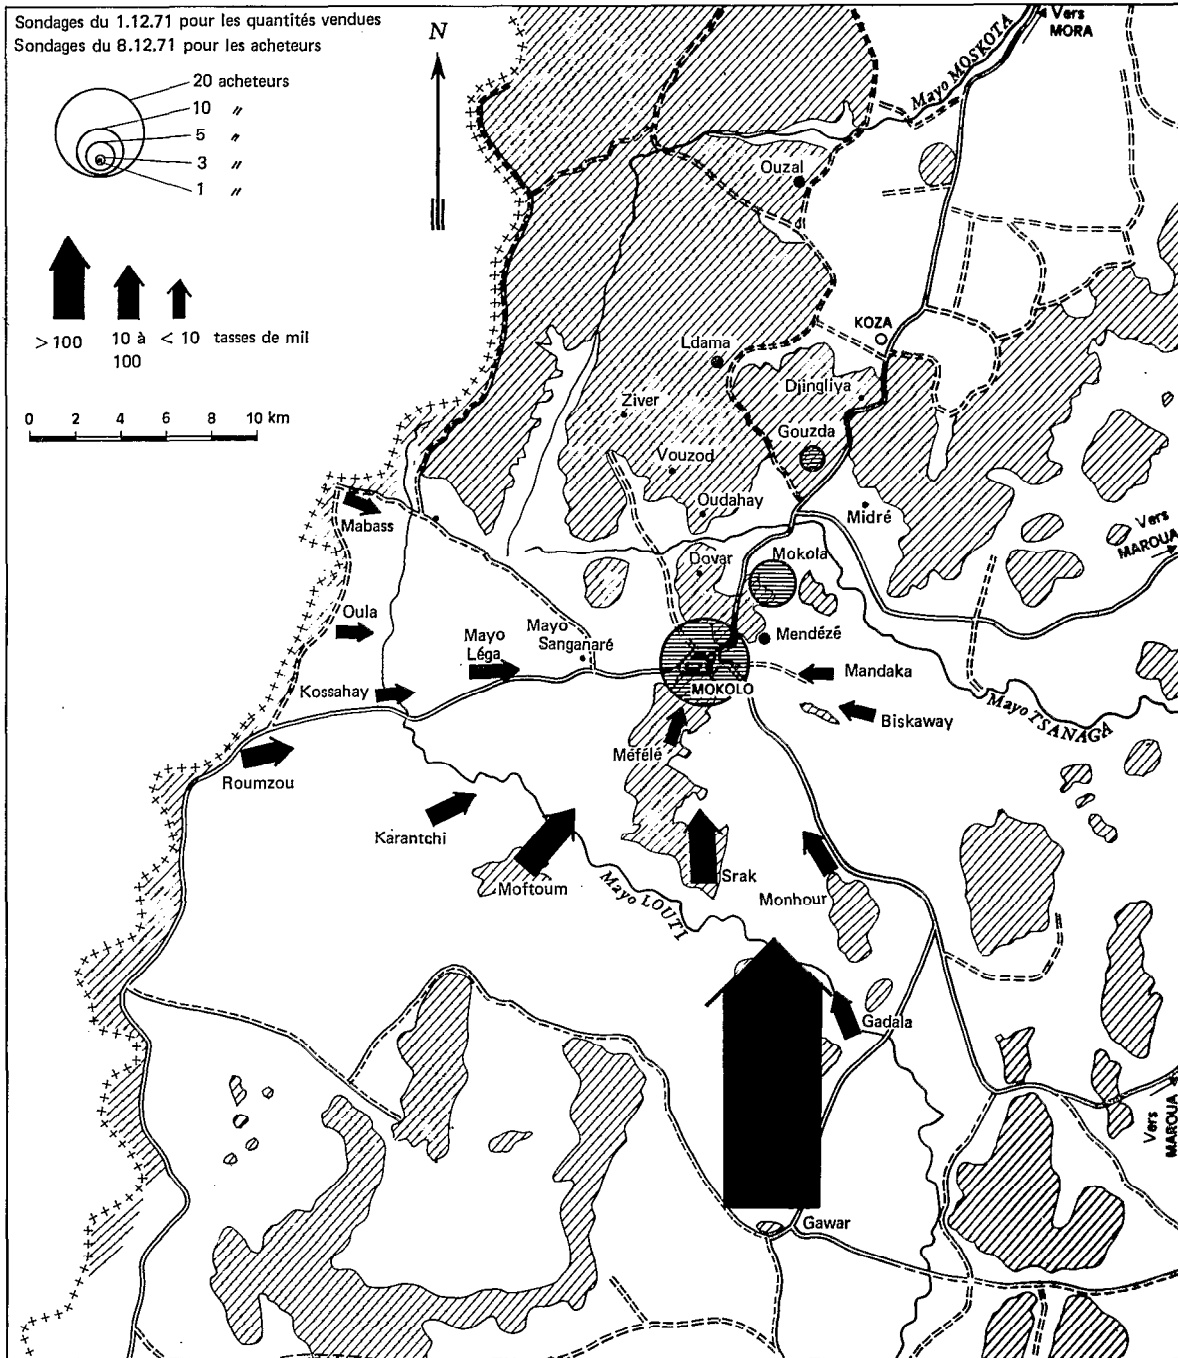 Sondages du 1.12.71 pour les quantités vendues
Sondages du 8.12.71 pour les acheteurs
20 acheteurs
10 〃
5 〃
3 〃
1 〃
> 100
10 à
100
< 10 tasses de mil
0 2 4 6 8 10 km
N
Vers
MORA
Mayo MOSKOTA
Ouzal
KOZA
Ldama
Djingliya
Ziver
Gouzda
Vouzod
Oudahay
Midré
Mabass
Vers
MAROUA
Dovar
Mokola
Oula
Mayo
Léga
Mayo
Sanganaré
Mendézé
Mandaka
Kossahay
MOKOLO
Biskaway
Mayo TSANAGA
Méfélé
Roumzou
Karantchi
Moftoum
Srak
Monhour
Mayo LOUTI
Gadala
Vers
MAROUA
Gawar